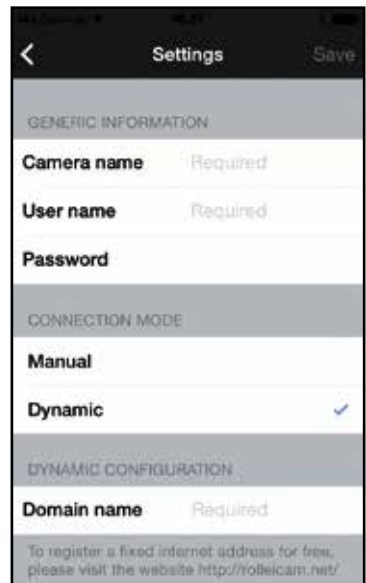 Settings
Save
GENERIC INFORMATION
Camera name Required
User name Required
Password
CONNECTION MODE
Manual
Dynamic
DYNAMIC CONFIGURATION
Domain name Required
To register a fixed internet address for free,
please visit the website http://rolleicam.net/